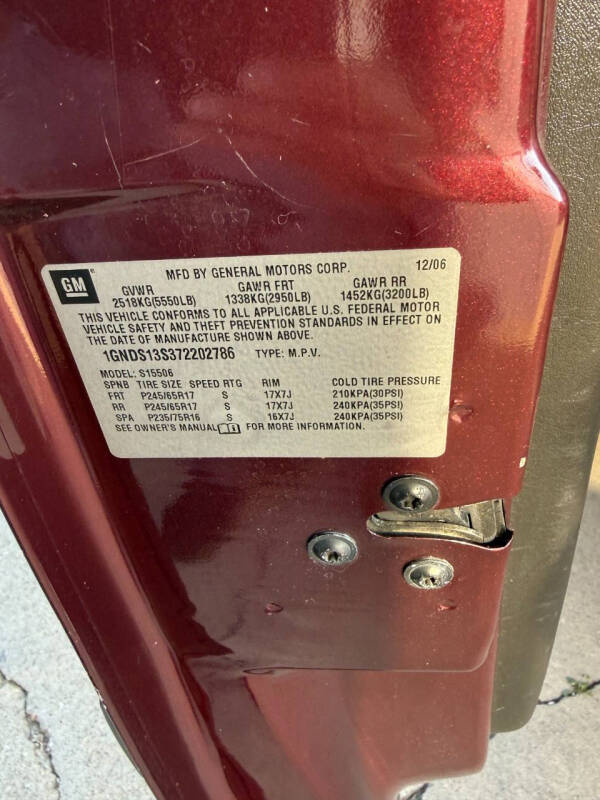 GM
MFD BY GENERAL MOTORS CORP. 12/06
GVWR GAWR FRT GAWR RR
2518KG(5550LB) 1338KG(2950LB) 1452KG(3200LB)
THIS VEHICLE CONFORMS TO ALL APPLICABLE U.S. FEDERAL MOTOR
VEHICLE SAFETY AND THEFT PREVENTION STANDARDS IN EFFECT ON
THE DATE OF MANUFACTURE SHOWN ABOVE.
1GNDS13S372202786 TYPE: M.P.V.
MODEL: S15506
SPNB TIRE SIZE SPEED RTG RIM COLD TIRE PRESSURE
FRT P245/65R17 S 17X7J 210KPA(30PSI)
RR P245/65R17 S 17X7J 240KPA(35PSI)
SPA P235/75R16 S 16X7J 240KPA(35PSI)
SEE OWNER'S MANUAL FOR MORE INFORMATION.